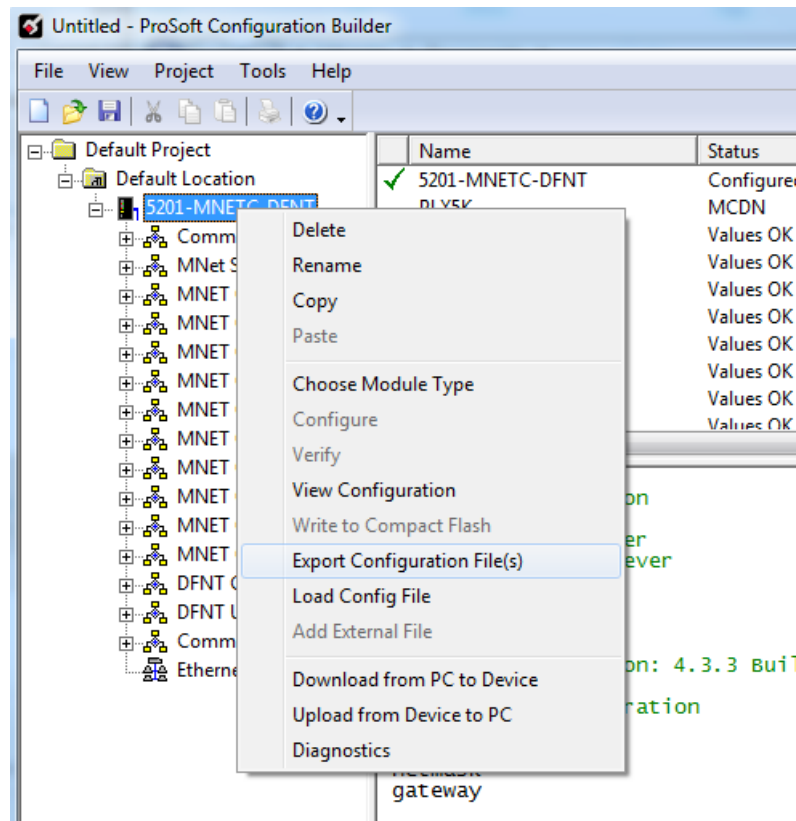 Untitled - ProSoft Configuration Builder
File View Project Tools Help
Default Project
Default Location
5201-MNETC-DFNT
Comm
MNet S
MNET
MNET
MNET
MNET
MNET
MNET
MNET
MNET
MNET
MNET
DFNT
DFNT
Comm
Etherne
Name Status
5201-MNETC-DFNT Configured
PLX5K MCDN
Values OK
Values OK
Values OK
Values OK
Values OK
Values OK
Values OK
Values OK
Delete
Rename
Copy
Paste
Choose Module Type
Configure
Verify
View Configuration
Write to Compact Flash
Export Configuration File(s)
Load Config File
Add External File
Download from PC to Device
Upload from Device to PC
Diagnostics
on
er
ever
on: 4.3.3 Buil
ration
netmask
gateway